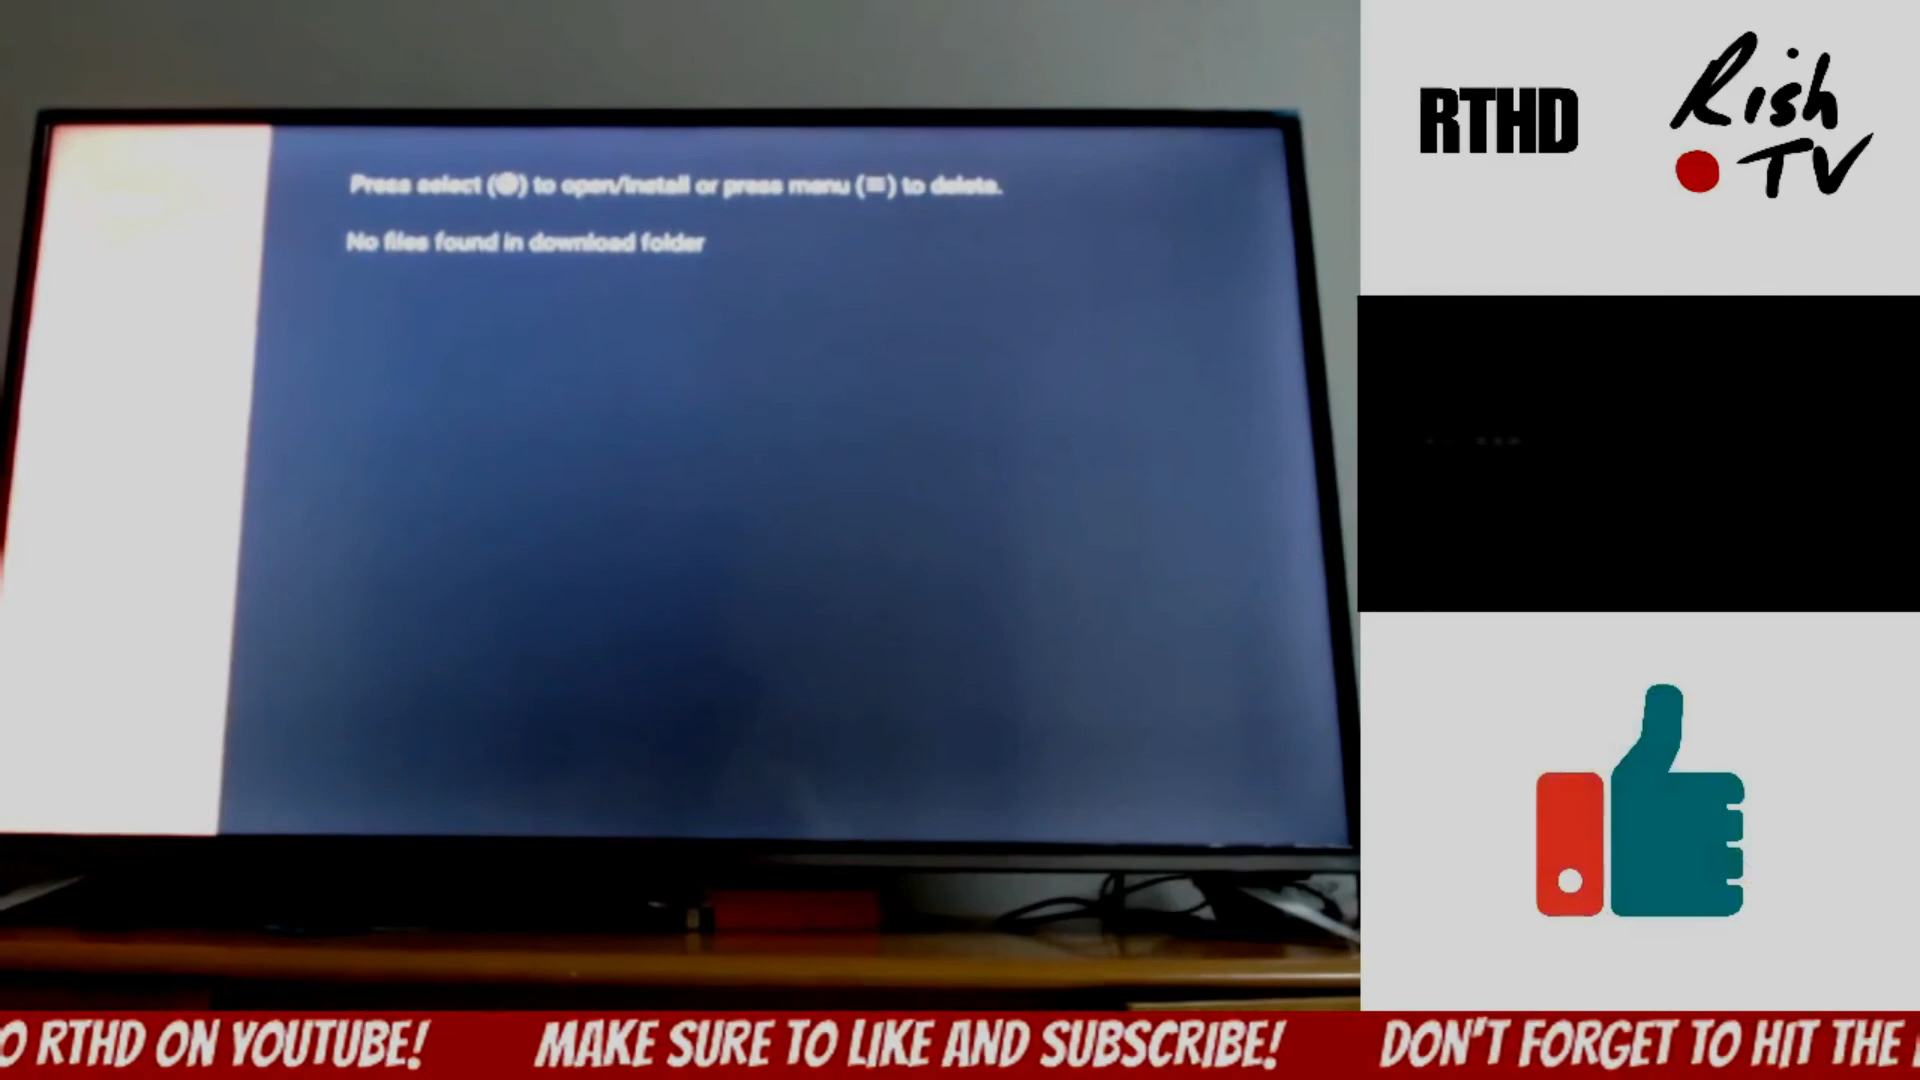 Press select () to open/install or press menu (≡) to delete.
No files found in download folder
RTHD
Rish
TV
O RTHD ON YOUTUBE! MAKE SURE TO LIKE AND SUBSCRIBE! DON'T FORGET TO HIT THE